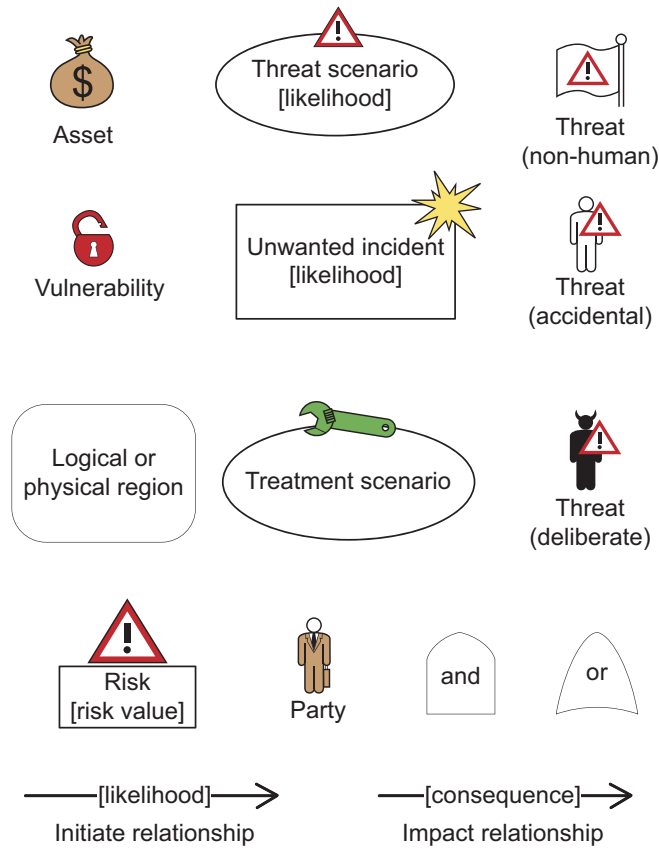 $
Asset
Threat scenario
[likelihood]
Threat
(non-human)
Vulnerability
Unwanted incident
[likelihood]
Threat
(accidental)
Logical or
physical region
Treatment scenario
Threat
(deliberate)
Risk
[risk value]
Party
and
or
[likelihood]
Initiate relationship
[consequence]
Impact relationship